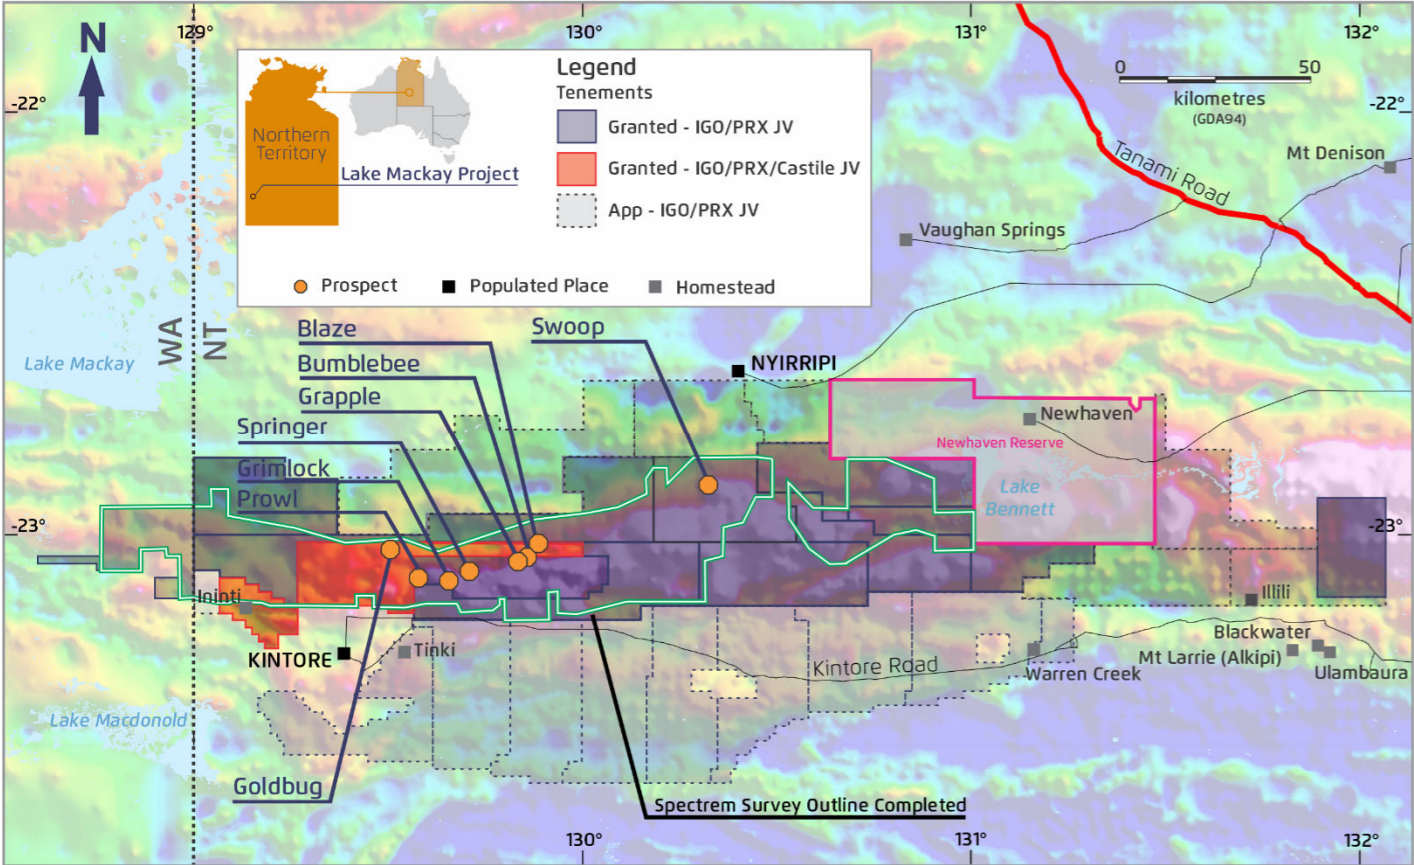 129°
130°
131°
132°
N
-22°
-22°
Northern
Territory
Lake Mackay Project
Legend
Tenements
Granted - IGO/PRX JV
Granted - IGO/PRX/Castile JV
App - IGO/PRX JV
Prospect
Populated Place
Homestead
0
50
kilometres
(GDA94)
Tanami Road
Mt Denison
Vaughan Springs
WA
NT
Lake Mackay
Blaze
Bumblebee
Grapple
Springer
Grimlock
Prowl
Swoop
NYIRRIPI
Newhaven
Newhaven Reserve
Lake
Bennett
-23°
-23°
Ininti
KINTORE
Tinki
Kintore Road
Illili
Blackwater
Mt Larrie (Alkipi)
Ulambaura
Warren Creek
Lake Macdonold
Goldbug
Spectrem Survey Outline Completed
130°
131°
132°